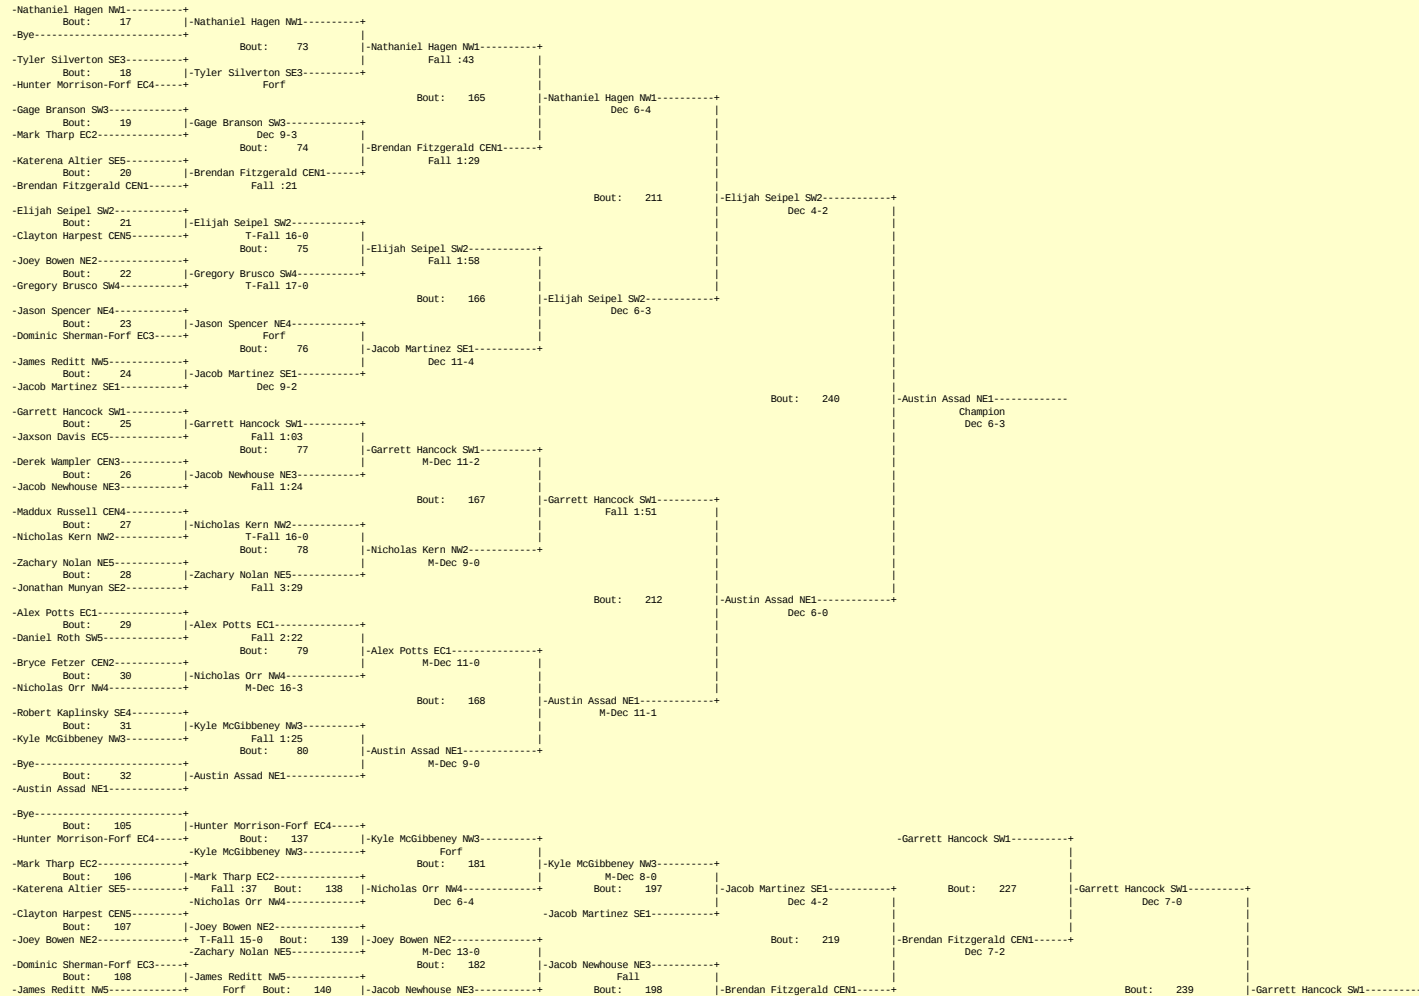 -Nathaniel Hagen NW1----------+
Bout: 17 |-Nathaniel Hagen NW1----------+
-Bye--------------------------+ |
Bout: 73 |-Nathaniel Hagen NW1----------+
-Tyler Silverton SE3----------+ | Fall :43 |
Bout: 18 |-Tyler Silverton SE3----------+ |
-Hunter Morrison-Forf EC4-----+ Forf |
Bout: 165 |-Nathaniel Hagen NW1----------+
-Gage Branson SW3-------------+ | Dec 6-4 |
Bout: 19 |-Gage Branson SW3-------------+ | |
-Mark Tharp EC2---------------+ Dec 9-3 | | |
Bout: 74 |-Brendan Fitzgerald CEN1------+ |
-Katerena Altier SE5----------+ | Fall 1:29 |
Bout: 20 |-Brendan Fitzgerald CEN1------+ |
-Brendan Fitzgerald CEN1------+ Fall :21 |
Bout: 211 |-Elijah Seipel SW2------------+
-Elijah Seipel SW2------------+ | Dec 4-2 |
Bout: 21 |-Elijah Seipel SW2------------+ | |
-Clayton Harpest CEN5---------+ T-Fall 16-0 | | |
Bout: 75 |-Elijah Seipel SW2------------+ | |
-Joey Bowen NE2---------------+ | Fall 1:58 | | |
Bout: 22 |-Gregory Brusco SW4-----------+ | | |
-Gregory Brusco SW4-----------+ T-Fall 17-0 | | |
Bout: 166 |-Elijah Seipel SW2------------+ |
-Jason Spencer NE4------------+ | Dec 6-3 |
Bout: 23 |-Jason Spencer NE4------------+ | |
-Dominic Sherman-Forf EC3-----+ Forf | | |
Bout: 76 |-Jacob Martinez SE1-----------+ |
-James Reditt NW5-------------+ | Dec 11-4 |
Bout: 24 |-Jacob Martinez SE1-----------+ |
-Jacob Martinez SE1-----------+ Dec 9-2 |
Bout: 240 |-Austin Assad NE1-------------
-Garrett Hancock SW1----------+ | Champion
Bout: 25 |-Garrett Hancock SW1----------+ | Dec 6-3
-Jaxson Davis EC5-------------+ Fall 1:03 | |
Bout: 77 |-Garrett Hancock SW1----------+ |
-Derek Wampler CEN3-----------+ | M-Dec 11-2 | |
Bout: 26 |-Jacob Newhouse NE3-----------+ | |
-Jacob Newhouse NE3-----------+ Fall 1:24 | |
Bout: 167 |-Garrett Hancock SW1----------+ |
-Maddux Russell CEN4----------+ | Fall 1:51 | |
Bout: 27 |-Nicholas Kern NW2------------+ | | |
-Nicholas Kern NW2------------+ T-Fall 16-0 | | | |
Bout: 78 |-Nicholas Kern NW2------------+ | |
-Zachary Nolan NE5------------+ | M-Dec 9-0 | |
Bout: 28 |-Zachary Nolan NE5------------+ | |
-Jonathan Munyan SE2----------+ Fall 3:29 | |
Bout: 212 |-Austin Assad NE1-------------+
-Alex Potts EC1---------------+ | Dec 6-0
Bout: 29 |-Alex Potts EC1---------------+ |
-Daniel Roth SW5--------------+ Fall 2:22 | |
Bout: 79 |-Alex Potts EC1---------------+ |
-Bryce Fetzer CEN2------------+ | M-Dec 11-0 | |
Bout: 30 |-Nicholas Orr NW4-------------+ | |
-Nicholas Orr NW4-------------+ M-Dec 16-3 | |
Bout: 168 |-Austin Assad NE1-------------+
-Robert Kaplinsky SE4---------+ | M-Dec 11-1
Bout: 31 |-Kyle McGibbeney NW3----------+ |
-Kyle McGibbeney NW3----------+ Fall 1:25 | |
Bout: 80 |-Austin Assad NE1-------------+
-Bye--------------------------+ | M-Dec 9-0
Bout: 32 |-Austin Assad NE1-------------+
-Austin Assad NE1-------------+
-Bye--------------------------+
Bout: 105 |-Hunter Morrison-Forf EC4-----+
-Hunter Morrison-Forf EC4-----+ Bout: 137 |-Kyle McGibbeney NW3----------+ -Garrett Hancock SW1----------+
-Kyle McGibbeney NW3----------+ Forf | |
-Mark Tharp EC2---------------+ Bout: 181 |-Kyle McGibbeney NW3----------+ |
Bout: 106 |-Mark Tharp EC2---------------+ | M-Dec 8-0 | |
-Katerena Altier SE5----------+ Fall :37 Bout: 138 |-Nicholas Orr NW4-------------+ Bout: 197 |-Jacob Martinez SE1-----------+ Bout: 227 |-Garrett Hancock SW1----------+
-Nicholas Orr NW4-------------+ Dec 6-4 | Dec 4-2 | | Dec 7-0 |
-Clayton Harpest CEN5---------+ -Jacob Martinez SE1-----------+ | | |
Bout: 107 |-Joey Bowen NE2---------------+ | | |
-Joey Bowen NE2---------------+ T-Fall 15-0 Bout: 139 |-Joey Bowen NE2---------------+ Bout: 219 |-Brendan Fitzgerald CEN1------+ |
-Zachary Nolan NE5------------+ M-Dec 13-0 | | Dec 7-2 |
-Dominic Sherman-Forf EC3-----+ Bout: 182 |-Jacob Newhouse NE3-----------+ | |
Bout: 108 |-James Reditt NW5-------------+ | Fall | | |
-James Reditt NW5-------------+ Forf Bout: 140 |-Jacob Newhouse NE3-----------+ Bout: 198 |-Brendan Fitzgerald CEN1------+ Bout: 239 |-Garrett Hancock SW1----------